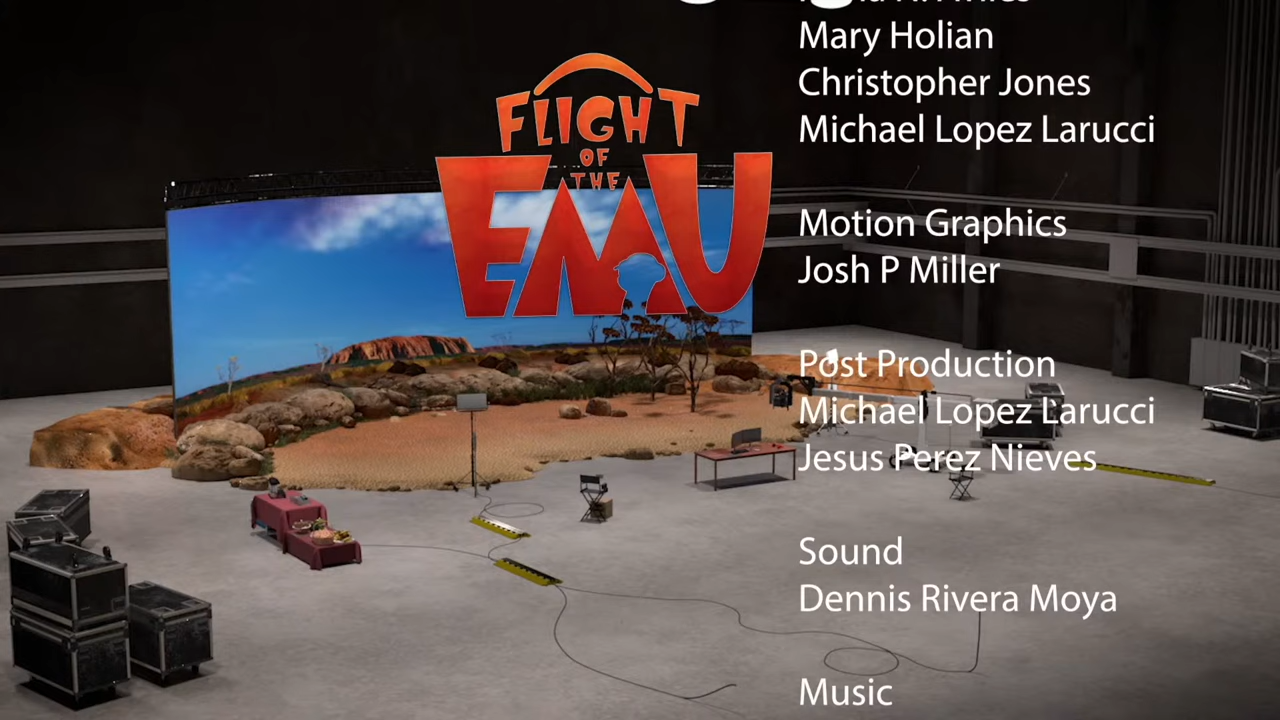 FLIGHT
OF
THE
EMU
Mary Holian
Christopher Jones
Michael Lopez Larucci
Motion Graphics
Josh P Miller
Post Production
Michael Lopez Larucci
Jesus Perez Nieves
Sound
Dennis Rivera Moya
Music